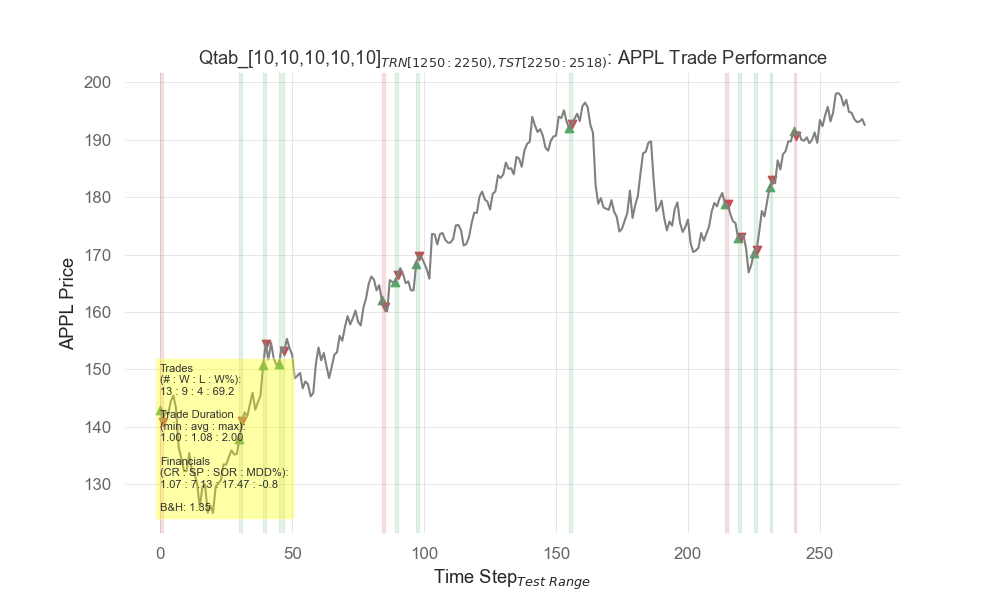 Qtab_[10,10,10,10,10]TRN[1250:2250),TST[2250:2518): APPL Trade Performance
200
190
180
170
160
150
140
130
APPL Price
Trades
(# : W : L : W%):
13 : 9 : 4 : 69.2
Trade Duration
(min : avg : max):
1.00 : 1.08 : 2.00
Financials
(CR : SP : SOR : MDD%):
1.07 : 7.13 : 17.47 : -0.8
B&H: 1.35
0 50 100 150 200 250
Time StepTest Range